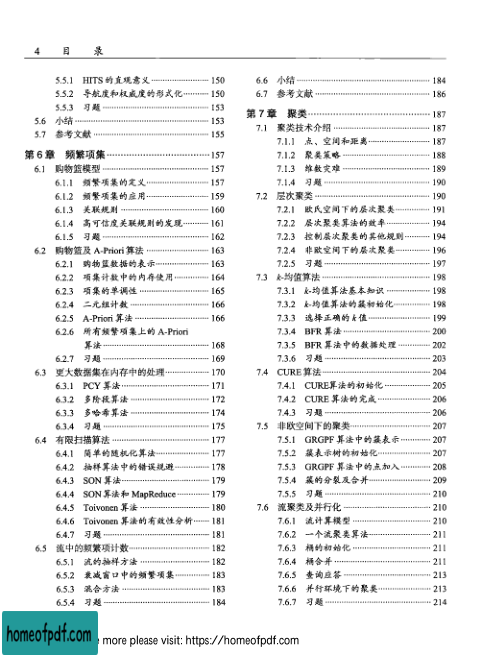 4 目 录
5.5.1 HITS的直观意义 150
5.5.2 导航度和权威度的形式化 150
5.5.3 习题 153
5.6 小结 153
5.7 参考文献 155
第6章 频繁项集 157
6.1 购物篮模型 157
6.1.1 频繁项集的定义 157
6.1.2 频繁项集的应用 159
6.1.3 关联规则 160
6.1.4 高可信度关联规则的发现 161
6.1.5 习题 162
6.2 购物篮及A-Priori算法 163
6.2.1 购物篮数据的表示 163
6.2.2 项集计数中的内存使用 164
6.2.3 项集的单调性 165
6.2.4 二元组计数 166
6.2.5 A-Priori算法 166
6.2.6 所有频繁项集上的A-Priori
算法 168
6.2.7 习题 169
6.3 更大数据集在内存中的处理 170
6.3.1 PCY算法 171
6.3.2 多阶段算法 172
6.3.3 多哈希算法 174
6.3.4 习题 175
6.4 有限扫描算法 177
6.4.1 简单的随机化算法 177
6.4.2 抽样算法中的错误规避 178
6.4.3 SON算法 179
6.4.4 SON算法和MapReduce 179
6.4.5 Toivonen算法 180
6.4.6 Toivonen算法的有效性分析 181
6.4.7 习题 181
6.5 流中的频繁项计数 182
6.5.1 流的抽样方法 182
6.5.2 衰减窗口中的频繁项集 183
6.5.3 混合方法 183
6.5.4 习题 184
6.6 小结 184
6.7 参考文献 186
第7章 聚类 187
7.1 聚类技术介绍 187
7.1.1 点、空间和距离 187
7.1.2 聚类策略 188
7.1.3 维数灾难 189
7.1.4 习题 190
7.2 层次聚类 190
7.2.1 欧氏空间下的层次聚类 191
7.2.2 层次聚类算法的效率 194
7.2.3 控制层次聚类的其他规则 194
7.2.4 非欧空间下的层次聚类 196
7.2.5 习题 197
7.3 k-均值算法 198
7.3.1 k-均值算法基本知识 198
7.3.2 k-均值算法的簇初始化 198
7.3.3 选择正确的k值 199
7.3.4 BFR算法 200
7.3.5 BFR算法中的数据处理 202
7.3.6 习题 203
7.4 CURE算法 204
7.4.1 CURE算法的初始化 205
7.4.2 CURE算法的完成 206
7.4.3 习题 206
7.5 非欧空间下的聚类 207
7.5.1 GRGPF算法中的簇表示 207
7.5.2 簇表示树的初始化 207
7.5.3 GRGPF算法中的点加入 208
7.5.4 簇的分裂及合并 209
7.5.5 习题 210
7.6 流聚类及并行化 210
7.6.1 流计算模型 210
7.6.2 一个流聚类算法 211
7.6.3 桶的初始化 211
7.6.4 桶合并 211
7.6.5 查询应答 213
7.6.6 并行环境下的聚类 213
7.6.7 习题 214
homeofpdf.com
more please visit: https://homeofpdf.com